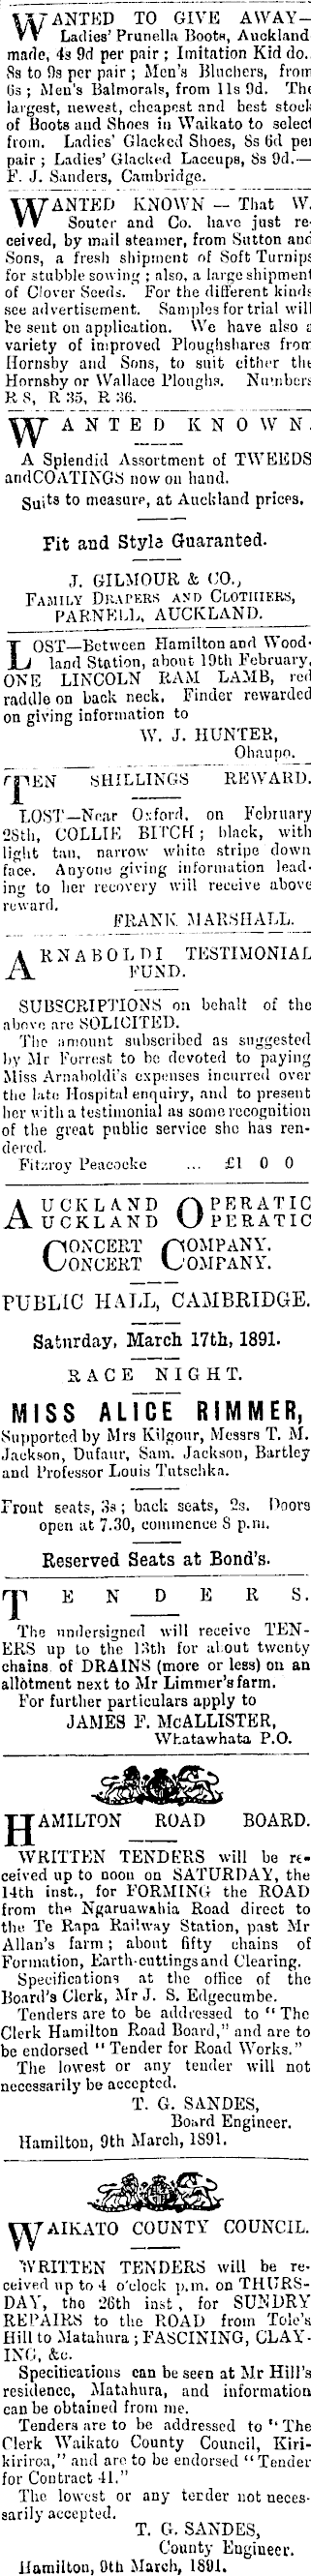 WANTED TO GIVE AWAY—
Ladies' Prunella Boots, Auckland
made, 4s 9d per pair ; Imitation Kid do.,
8s to 9s per pair ; Men's Bluchers, from
6s ; Men's Balmorals, from 11s 9d. The
largest, newest, cheapest and best stock
of Boots and Shoes in Waikato to select
from. Ladies' Glacked Shoes, 8s 6d per
pair ; Ladies' Glacked Laceups, 8s 9d.—
F. J. Sanders, Cambridge.
WANTED KNOWN — That W.
Souter and Co. have just re-
ceived, by mail steamer, from Sutton and
Sons, a fresh shipment of Soft Turnips
for stubble sowing ; also, a large shipment
of Clover Seeds. For the different kinds
see advertisement. Samples for trial will
be sent on application. We have also a
variety of improved Ploughshares from
Hornsby and Sons, to suit either the
Hornsby or Wallace Ploughs. Numbers
R 8, R 35, R 36.
WANTED KNOWN.
A Splendid Assortment of TWEEDS
and COATINGS now on hand.
Suits to measure, at Auckland prices.
Fit and Style Guaranted.
J. GILMOUR & CO.,
FAMILY DRAPERS AND CLOTHIERS,
PARNELL, AUCKLAND.
LOST—Between Hamilton and Wood-
land Station, about 19th February,
ONE LINCOLN RAM LAMB, red
raddle on back neck. Finder rewarded
on giving information to
W. J. HUNTER,
Ohaupo.
TEN SHILLINGS REWARD.
LOST—Near Oxford, on February
28th, COLLIE BITCH ; black, with
light tan, narrow white stripe down
face. Anyone giving information lead-
ing to her recovery will receive above
reward.
FRANK MARSHALL.
ARNABOLDI TESTIMONIAL
FUND.
SUBSCRIPTIONS on behalf of the
above are SOLICITED.
The amount subscribed as suggested
by Mr Forrest to be devoted to paying
Miss Arnaboldi's expenses incurred over
the late Hospital enquiry, and to present
her with a testimonial as some recognition
of the great public service she has ren-
dered.
Fitzroy Peacocke ... £1 0 0
AUCKLAND OPERATIC
AUCKLAND OPERATIC
CONCERT COMPANY.
CONCERT COMPANY.
PUBLIC HALL, CAMBRIDGE.
Saturday, March 17th, 1891.
RACE NIGHT.
MISS ALICE RIMMER,
Supported by Mrs Kilgour, Messrs T. M.
Jackson, Dufaur, Sam. Jackson, Bartley
and Professor Louis Tutschka.
Front seats, 3s ; back seats, 2s. Doors
open at 7.30, commence 8 p.m.
Reserved Seats at Bond's.
TENDERS.
The undersigned will receive TEN-
ERS up to the 13th for about twenty
chains of DRAINS (more or less) on an
allotment next to Mr Limmer's farm.
For further particulars apply to
JAMES F. McALLISTER,
Whatawhata P.O.
HAMILTON ROAD BOARD.
WRITTEN TENDERS will be re-
ceived up to noon on SATURDAY, the
14th inst., for FORMING the ROAD
from the Ngaruawahia Road direct to
the Te Rapa Railway Station, past Mr
Allan's farm ; about fifty chains of
Formation, Earth-cuttings and Clearing.
Specifications at the office of the
Board's Clerk, Mr J. S. Edgecumbe.
Tenders are to be addressed to "The
Clerk Hamilton Road Board," and are to
be endorsed "Tender for Road Works."
The lowest or any tender will not
necessarily be accepted.
T. G. SANDES,
Board Engineer.
Hamilton, 9th March, 1891.
WAIKATO COUNTY COUNCIL.
WRITTEN TENDERS will be re-
ceived up to 4 o'clock p.m. on THURS-
DAY, the 26th inst, for SUNDRY
REPAIRS to the ROAD from Tole's
Hill to Matahura ; FASCINING, CLAY-
ING, &c.
Specifications can be seen at Mr Hill's
residence, Matahura, and information
can be obtained from me.
Tenders are to be addressed to "The
Clerk Waikato County Council, Kiri-
kiriroa," and are to be endorsed "Tender
for Contract 41."
The lowest or any tender not neces-
sarily accepted.
T. G. SANDES,
County Engineer.
Hamilton, 9th March, 1891.